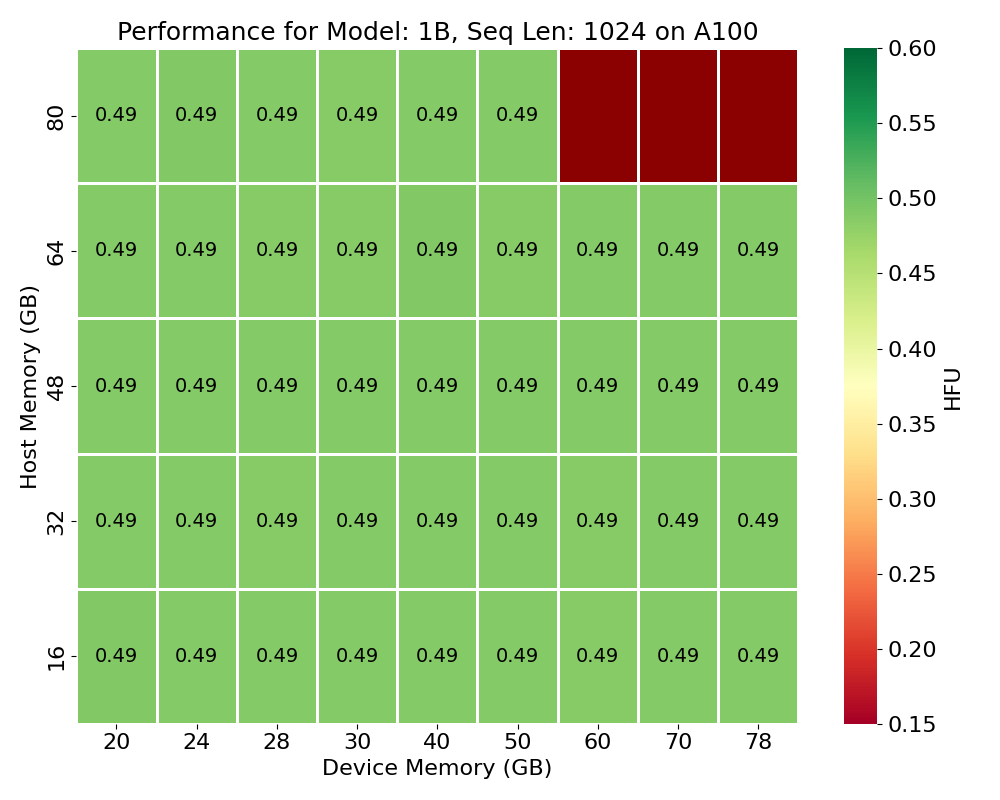 Performance for Model: 1B, Seq Len: 1024 on A100
Host Memory (GB)
80 0.49 0.49 0.49 0.49 0.49 0.49
64 0.49 0.49 0.49 0.49 0.49 0.49 0.49 0.49 0.49
48 0.49 0.49 0.49 0.49 0.49 0.49 0.49 0.49 0.49
32 0.49 0.49 0.49 0.49 0.49 0.49 0.49 0.49 0.49
16 0.49 0.49 0.49 0.49 0.49 0.49 0.49 0.49 0.49
20 24 28 30 40 50 60 70 78
Device Memory (GB)
0.60
0.55
0.50
0.45
0.40
0.35
0.30
0.25
0.20
0.15
HFU